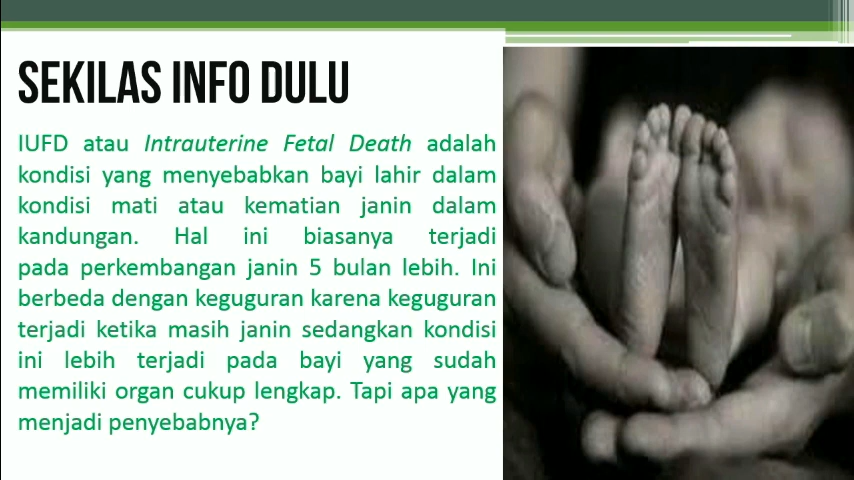 SEKILAS INFO DULU
IUFD atau Intrauterine Fetal Death adalah
kondisi yang menyebabkan bayi lahir dalam
kondisi mati atau kematian janin dalam
kandungan. Hal ini biasanya terjadi
pada perkembangan janin 5 bulan lebih. Ini
berbeda dengan keguguran karena keguguran
terjadi ketika masih janin sedangkan kondisi
ini lebih terjadi pada bayi yang sudah
memiliki organ cukup lengkap. Tapi apa yang
menjadi penyebabnya?